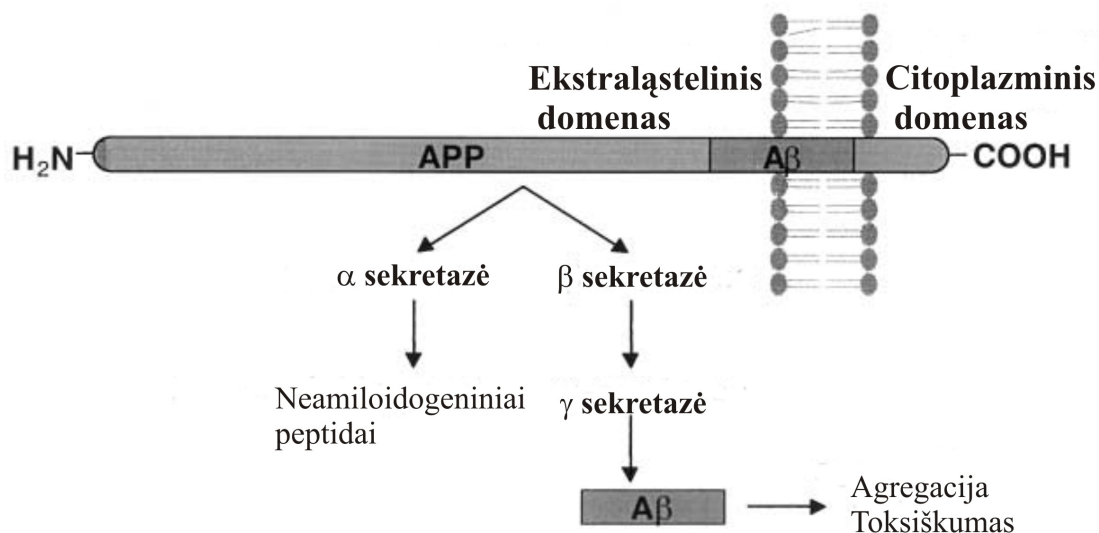 Ekstraląstelinis
domenas
Citoplazminis
domenas
H₂N
APP
Aβ
COOH
α sekretazė
β sekretazė
Neamiloidogeniniai
peptidai
γ sekretazė
Aβ
Agregacija
Toksiškumas